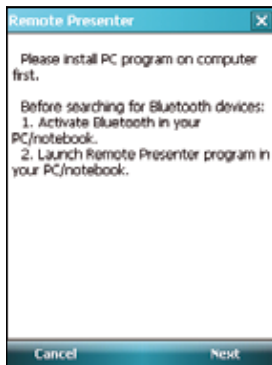 Remote Presenter
Please install PC program on computer
first.
Before searching for Bluetooth devices:
1. Activate Bluetooth in your
PC/notebook.
2. Launch Remote Presenter program in
your PC/notebook.
Cancel
Next